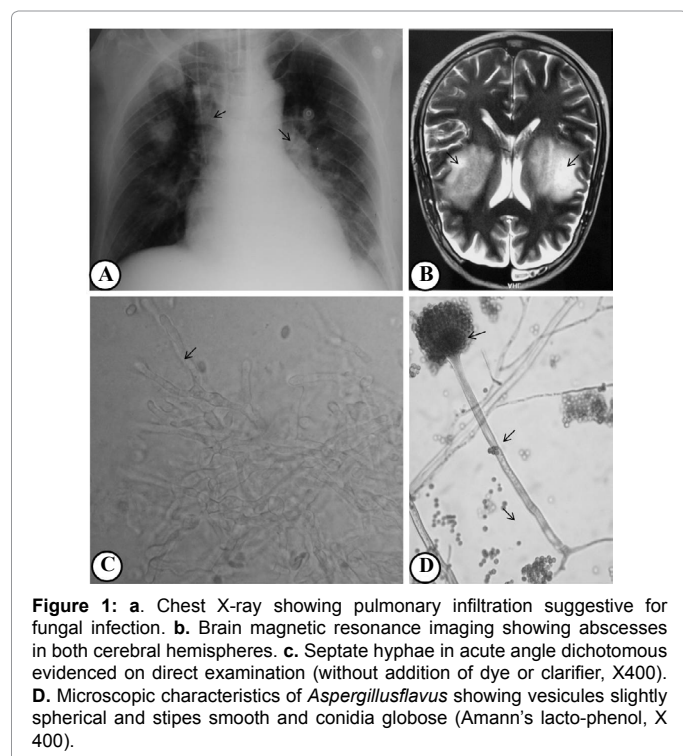 A
B
VHL
C
D
Figure 1: a. Chest X-ray showing pulmonary infiltration suggestive for
fungal infection. b. Brain magnetic resonance imaging showing abscesses
in both cerebral hemispheres. c. Septate hyphae in acute angle dichotomous
evidenced on direct examination (without addition of dye or clarifier, X400).
D. Microscopic characteristics of Aspergillusflavus showing vesicules slightly
spherical and stipes smooth and conidia globose (Amann’s lacto-phenol, X
400).